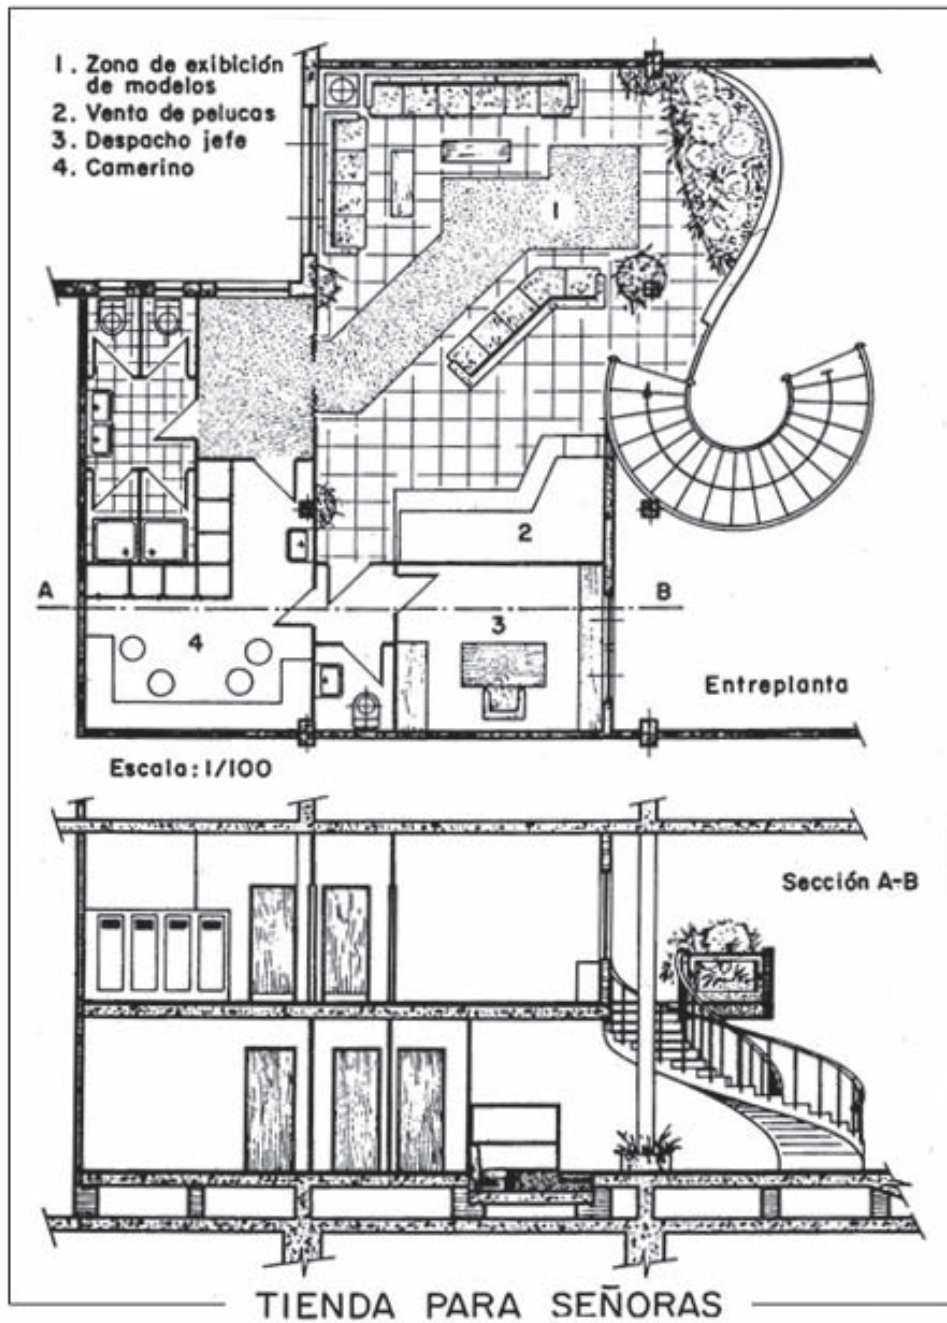 1. Zona de exibición
de modelos
2. Venta de pelucas
3. Despacho jefe
4. Camerino
1
2
A
B
3
4
Entreplanta
Escala: 1/100
Sección A-B
TIENDA PARA SEÑORAS